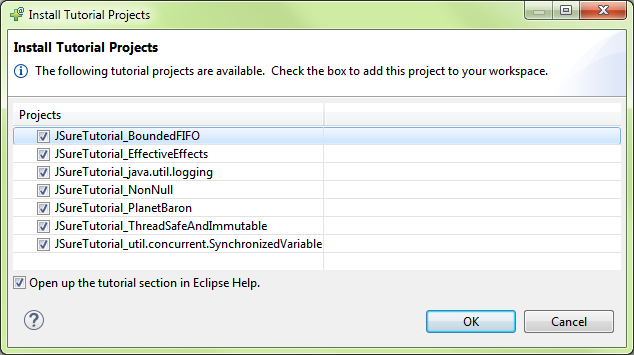 Install Tutorial Projects
Install Tutorial Projects
The following tutorial projects are available.  Check the box to add this project to your workspace.
Projects
JSureTutorial_BoundedFIFO
JSureTutorial_EffectiveEffects
JSureTutorial_java.util.logging
JSureTutorial_NonNull
JSureTutorial_PlanetBaron
JSureTutorial_ThreadSafeAndImmutable
JSureTutorial_util.concurrent.SynchronizedVariable
Open up the tutorial section in Eclipse Help.
?
OK
Cancel